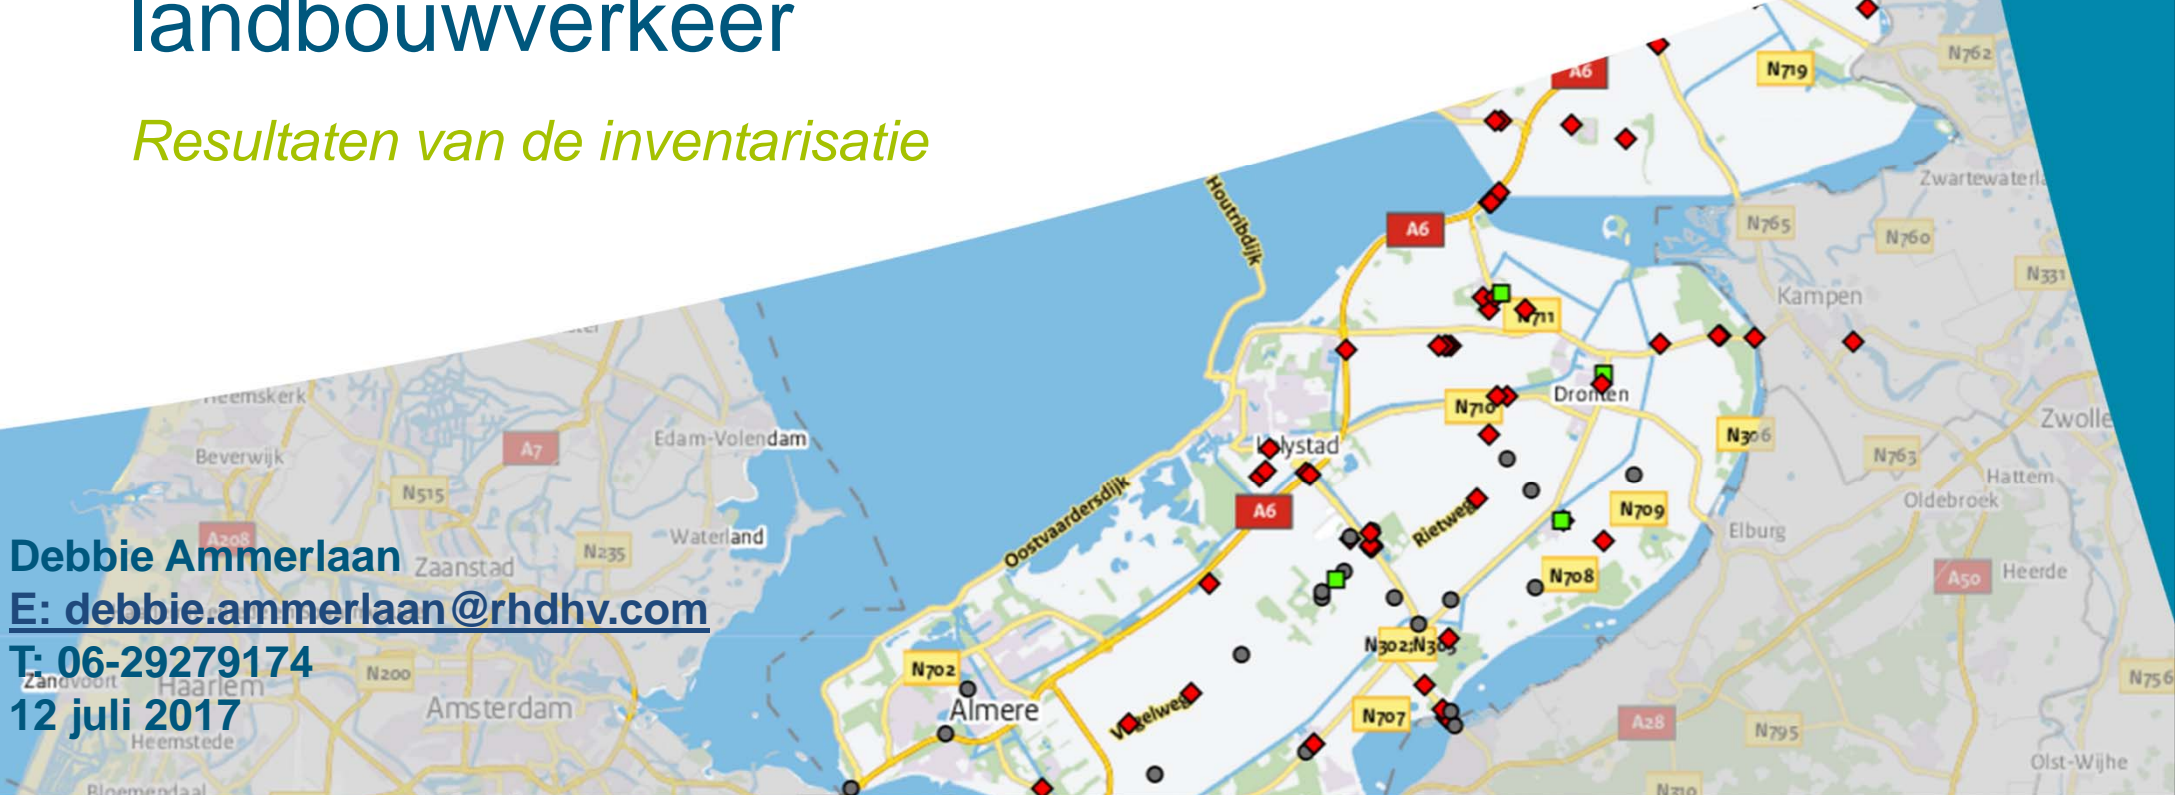 landbouwverkeer
Resultaten van de inventarisatie
A6
N719
N762
Zwartewaterla
Houtribdijk
A6
N765
N760
N331
Kampen
N711
Heemskerk
Dronten
N710
Zwolle
A7
Edam-Volendam
Lelystad
N306
Beverwijk
N763
N515
Hattem
Oldebroek
Oostvaardersdijk
A6
Rietweg
N709
Elburg
A208
Waterland
N235
Debbie Ammerlaan
Zaanstad
N708
A50
Heerde
E: debbie.ammerlaan@rhdhv.com
T: 06-29279174
Zandvoort
Haarlem
N200
N702
N302;N305
N756
12 juli 2017
Amsterdam
Almere
Vogelweg
N707
A28
N795
Heemstede
Olst-Wijhe
Bloemendaal
N310